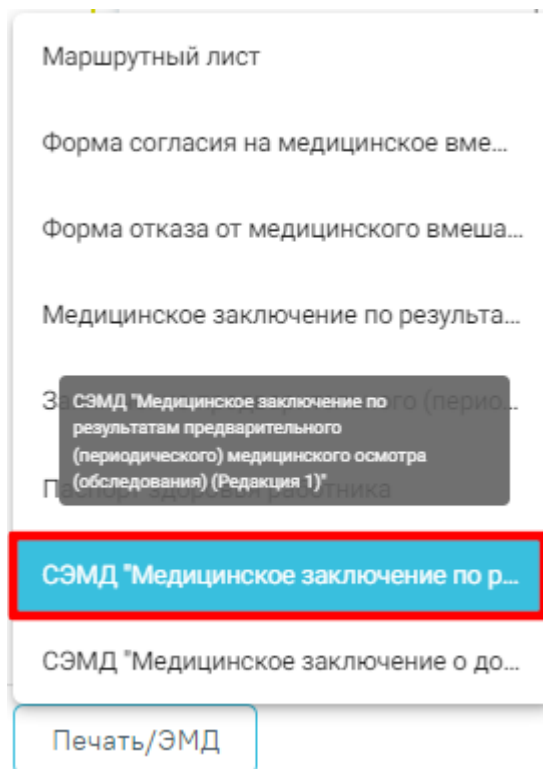 Маршрутный лист
Форма согласия на медицинское вме...
Форма отказа от медицинского вмеша...
Медицинское заключение по результа...
СЭМД "Медицинское заключение по
результатам предварительного
(периодического) медицинского осмотра
(обследования) (Редакция 1)"
Паспорт здоровья работника
СЭМД "Медицинское заключение по р...
СЭМД "Медицинское заключение о до...
Печать/ЭМД